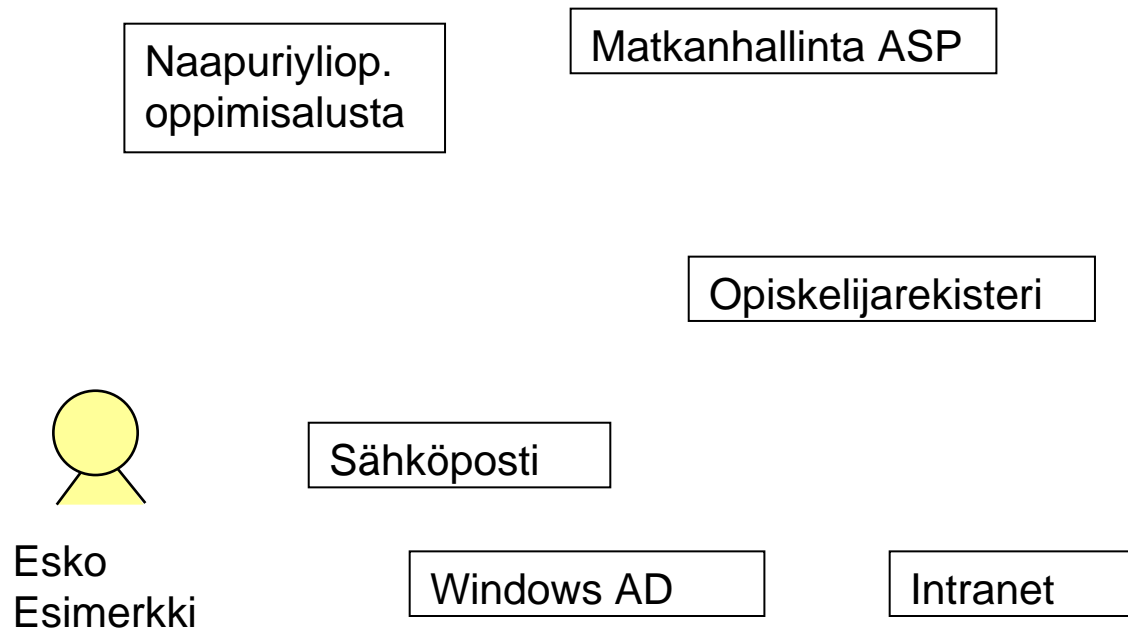 Naapuriyliop.
oppimisalusta
Matkanhallinta ASP
Opiskelijarekisteri
Sähköposti
Esko
Esimerkki
Windows AD
Intranet